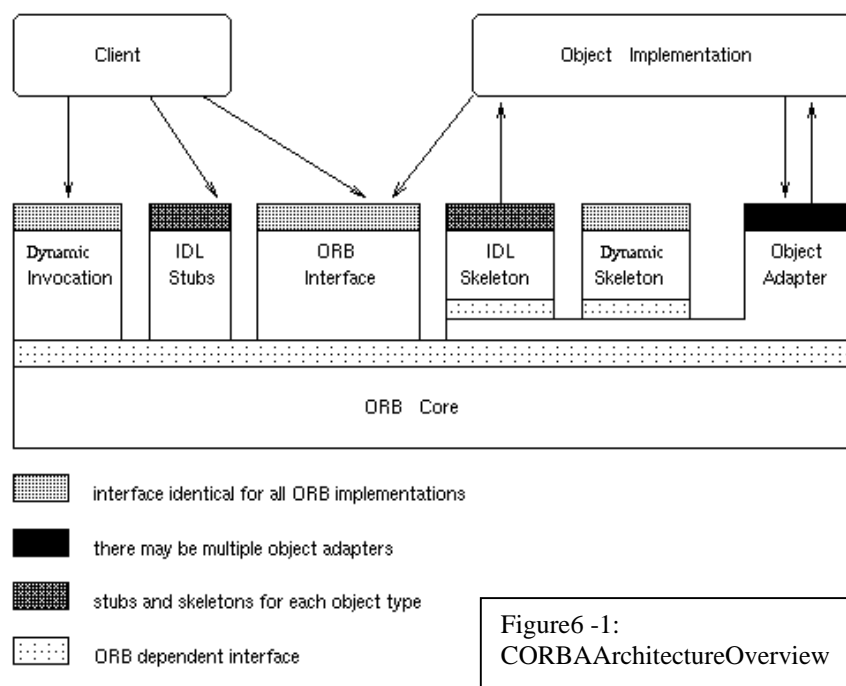 Client
Object Implementation
Dynamic
Invocation
IDL
Stubs
ORB
Interface
IDL
Skeleton
Dynamic
Skeleton
Object
Adapter
ORB Core
interface identical for all ORB implementations
there may be multiple object adapters
stubs and skeletons for each object type
ORB dependent interface
Figure6 -1:
CORBAArchitectureOverview